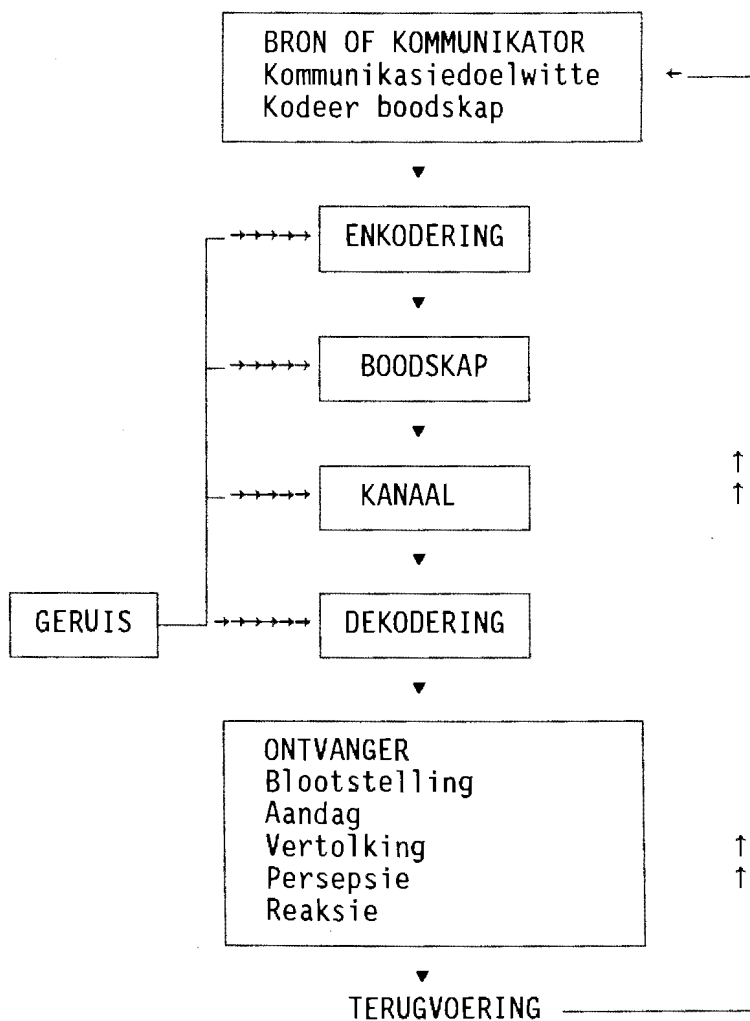 BRON OF KOMMUNIKATOR
Kommunikasiedoelwitte
Kodeer boodskap
ENKODERING
BOODSKAP
KANAAL
GERUIS
DEKODERING
ONTVANGER
Blootstelling
Aandag
Vertolking
Persepsie
Reaksie
TERUGVOERING